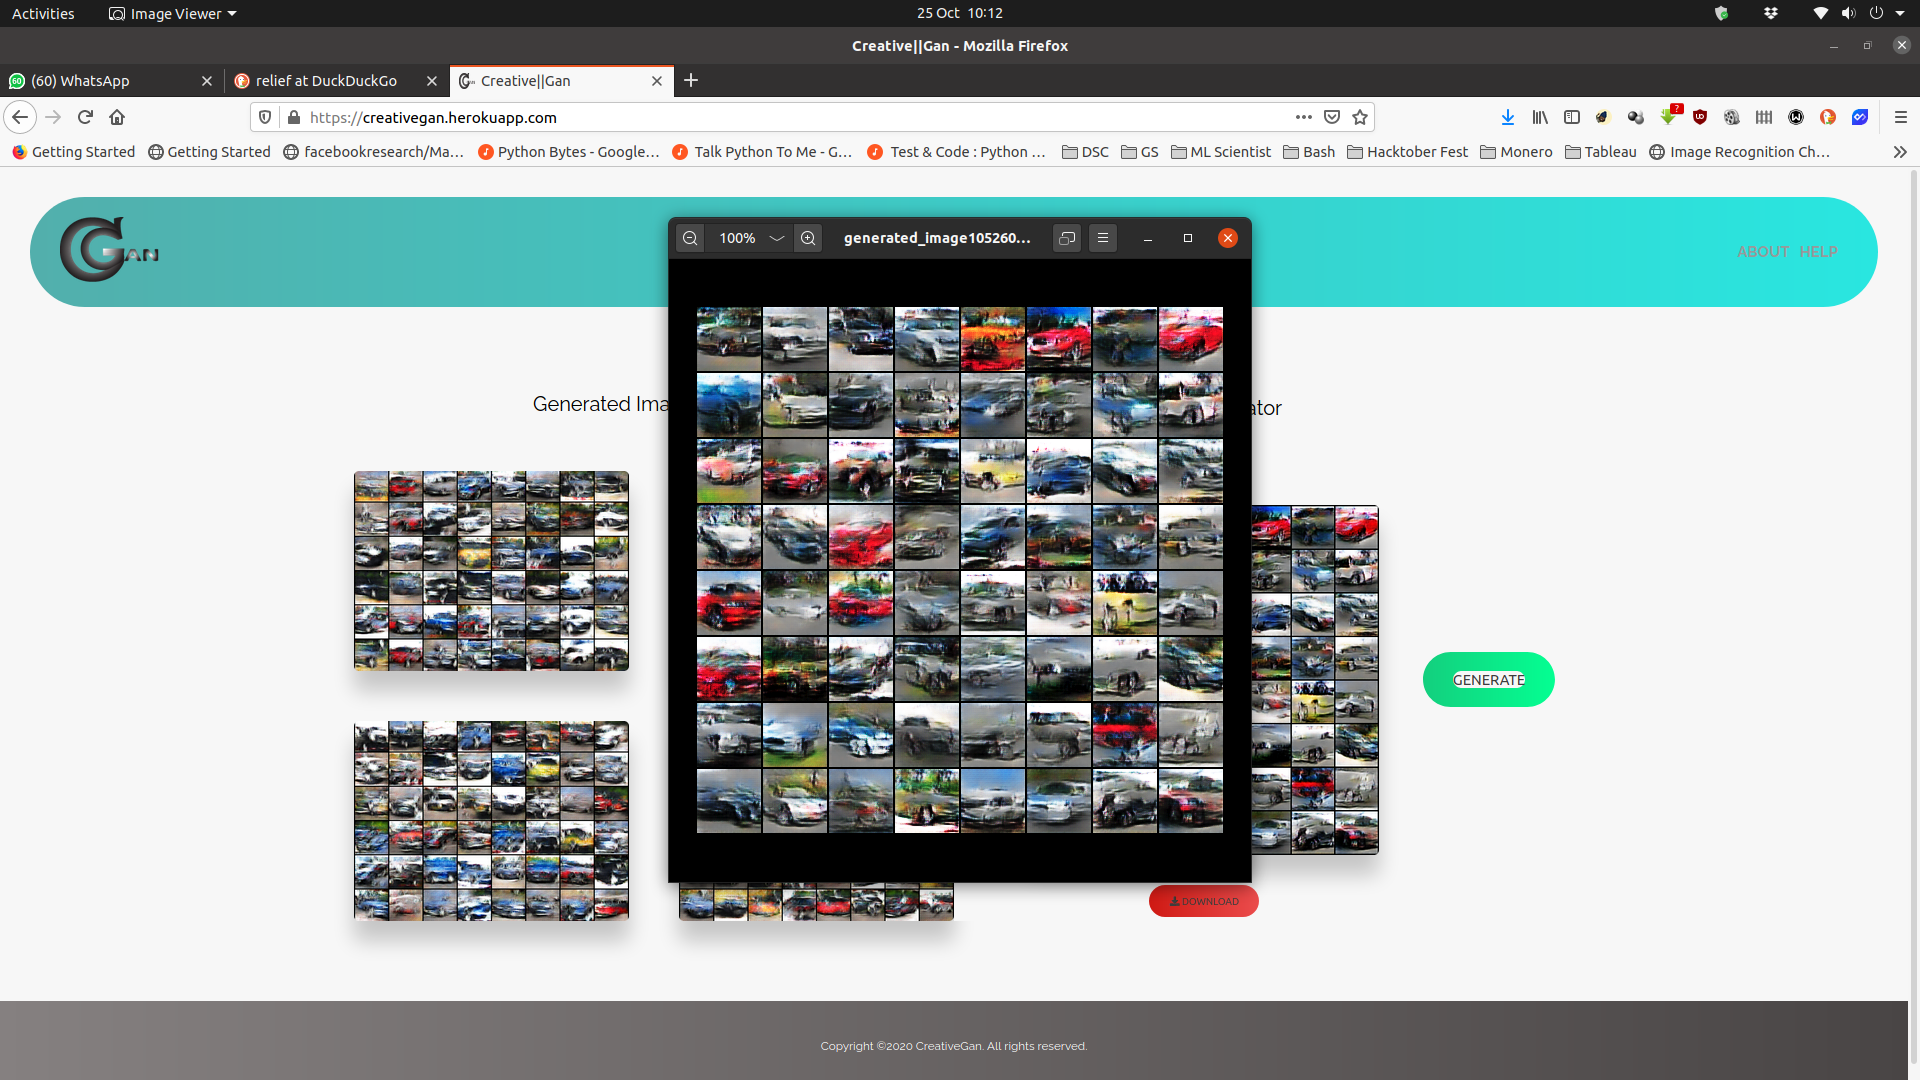 Activities
Image Viewer
25 Oct 10:12
Creative||Gan - Mozilla Firefox
(60) WhatsApp
relief at DuckDuckGo
Creative||Gan
https://creativegan.herokuapp.com
Getting Started
Getting Started
facebookresearch/Ma…
Python Bytes - Google…
Talk Python To Me - G…
Test & Code : Python …
DSC
GS
ML Scientist
Bash
Hacktober Fest
Monero
Tableau
Image Recognition Ch…
GAN
ABOUT HELP
100%
generated_image105260…
Generated Ima
ator
GENERATE
DOWNLOAD
Copyright ©2020 CreativeGan. All rights reserved.